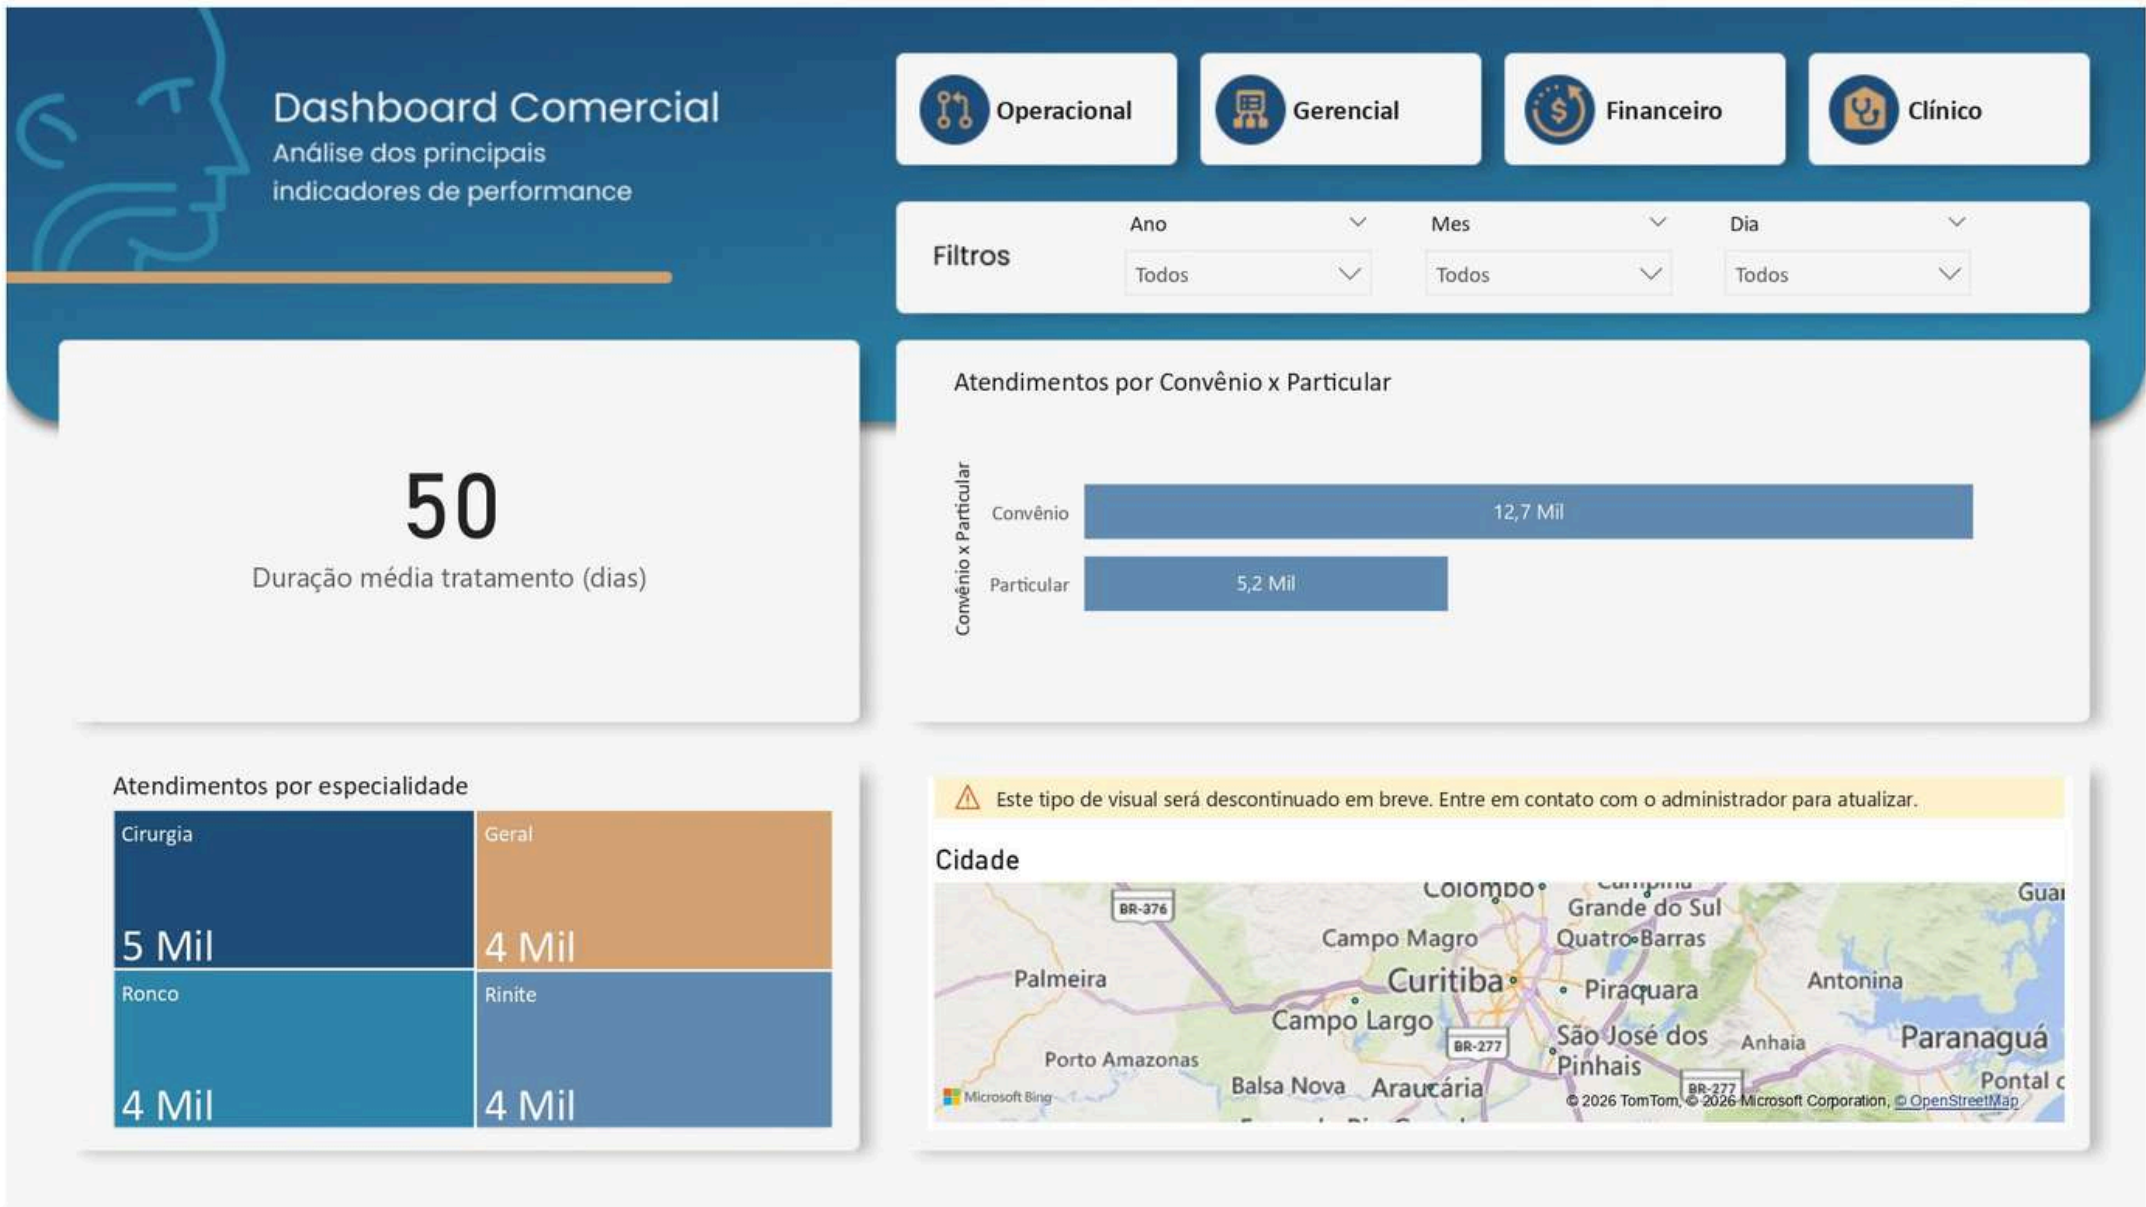 Dashboard Comercial
Análise dos principais
indicadores de performance
Operacional
Gerencial
Financeiro
Clínico
Filtros
Ano
Mes
Dia
Todos
Todos
Todos
50
Duração média tratamento (dias)
Atendimentos por Convênio x Particular
Convênio x Particular
Convênio
12,7 Mil
Particular
5,2 Mil
Atendimentos por especialidade
Cirurgia
5 Mil
Geral
4 Mil
Ronco
4 Mil
Rinite
4 Mil
Este tipo de visual será descontinuado em breve. Entre em contato com o administrador para atualizar.
Cidade
BR-376
Colombo
Campina
Grande do Sul
Campo Magro
Quatro Barras
Palmeira
Curitiba
Piraquara
Antonina
Campo Largo
BR-277
São José dos
Pinhais
Anhaia
Paranaguá
Porto Amazonas
Balsa Nova
Araucária
BR-277
Pontal
Microsoft Bing
© 2026 TomTom, © 2026 Microsoft Corporation, © OpenStreetMap